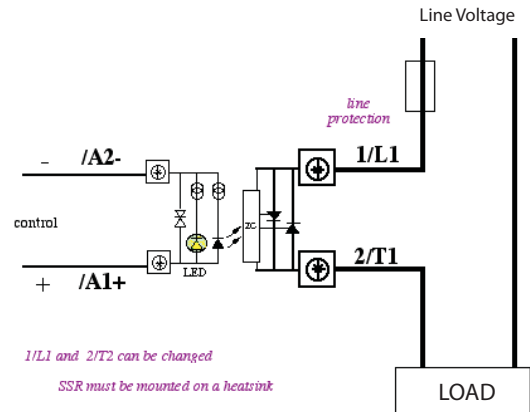 Line Voltage
line
protection
- /A2-
1/L1
control
ZC
LED
+ /A1+
2/T1
1/L1 and 2/T2 can be changed
SSR must be mounted on a heatsink
LOAD